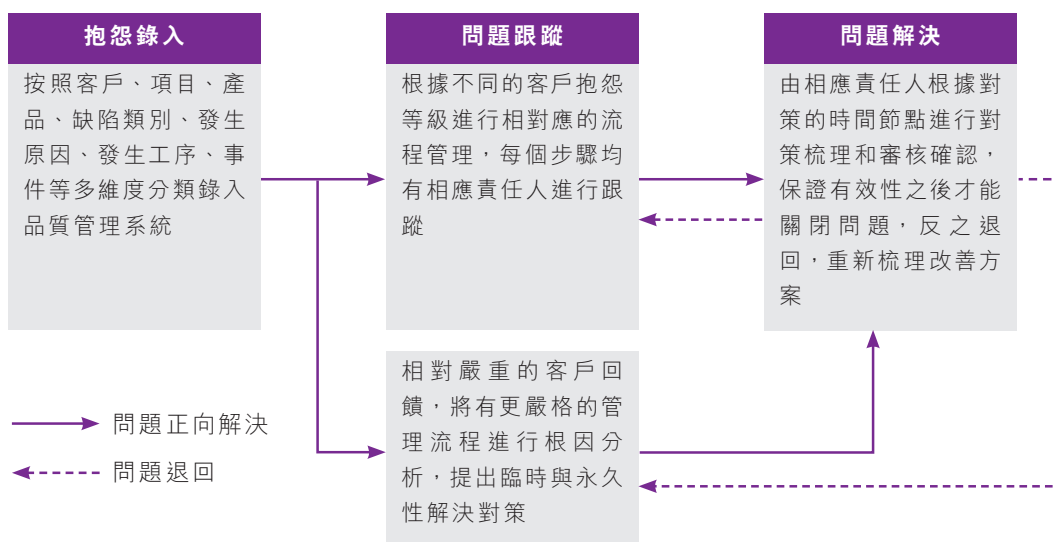 抱怨錄入
按照客戶、項目、產
品、缺陷類別、發生
原因、發生工序、事
件等多維度分類錄入
品質管理系統
問題跟蹤
根據不同的客戶抱怨
等級進行相對應的流
程管理，每個步驟均
有相應責任人進行跟
蹤
問題解決
由相應責任人根據對
策的時間節點進行對
策梳理和審核確認，
保證有效性之後才能
關閉問題，反之退
回，重新梳理改善方
案
相對嚴重的客戶回
饋，將有更嚴格的管
理流程進行根因分
析，提出臨時與永久
性解決對策
問題正向解決
問題退回